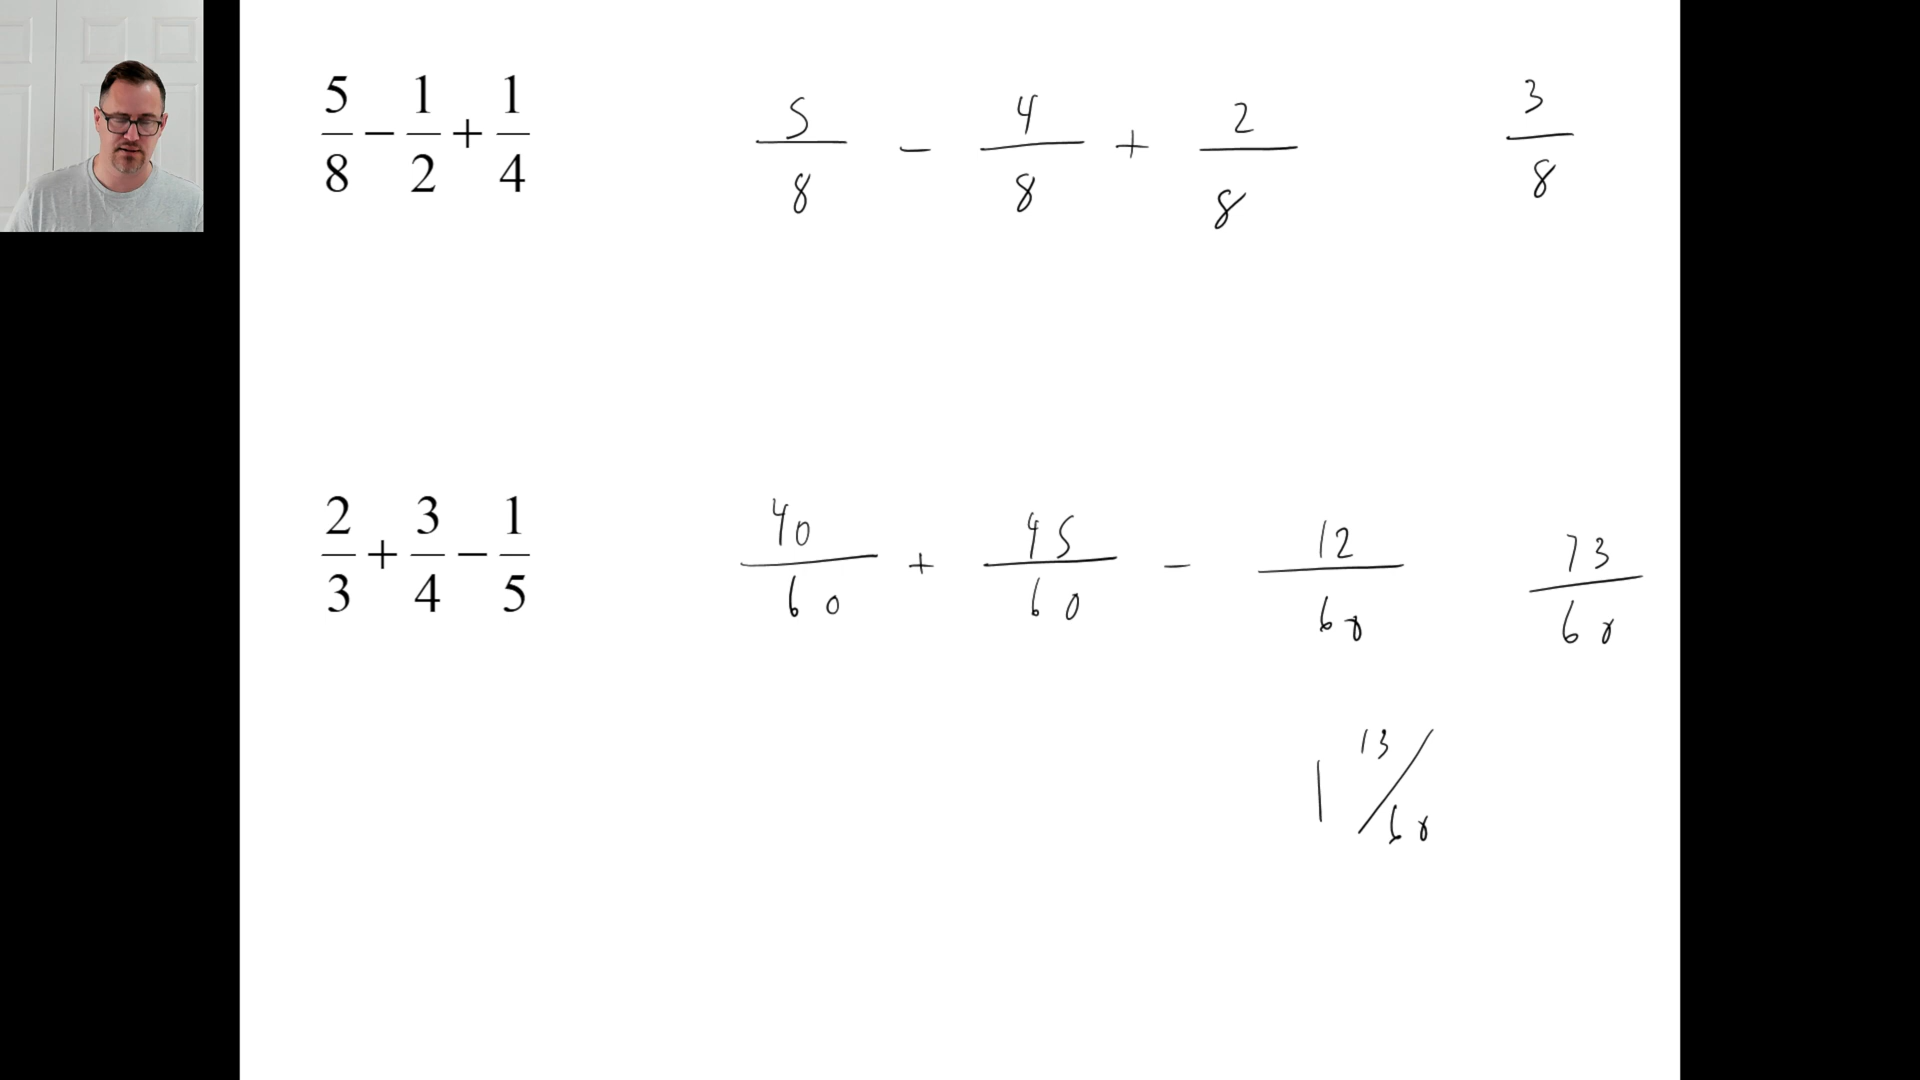 5/8 − 1/2 + 1/4    5/8 − 4/8 + 2/8    3/8
2/3 + 3/4 − 1/5    40/60 + 45/60 − 12/60    73/60
1 13/60